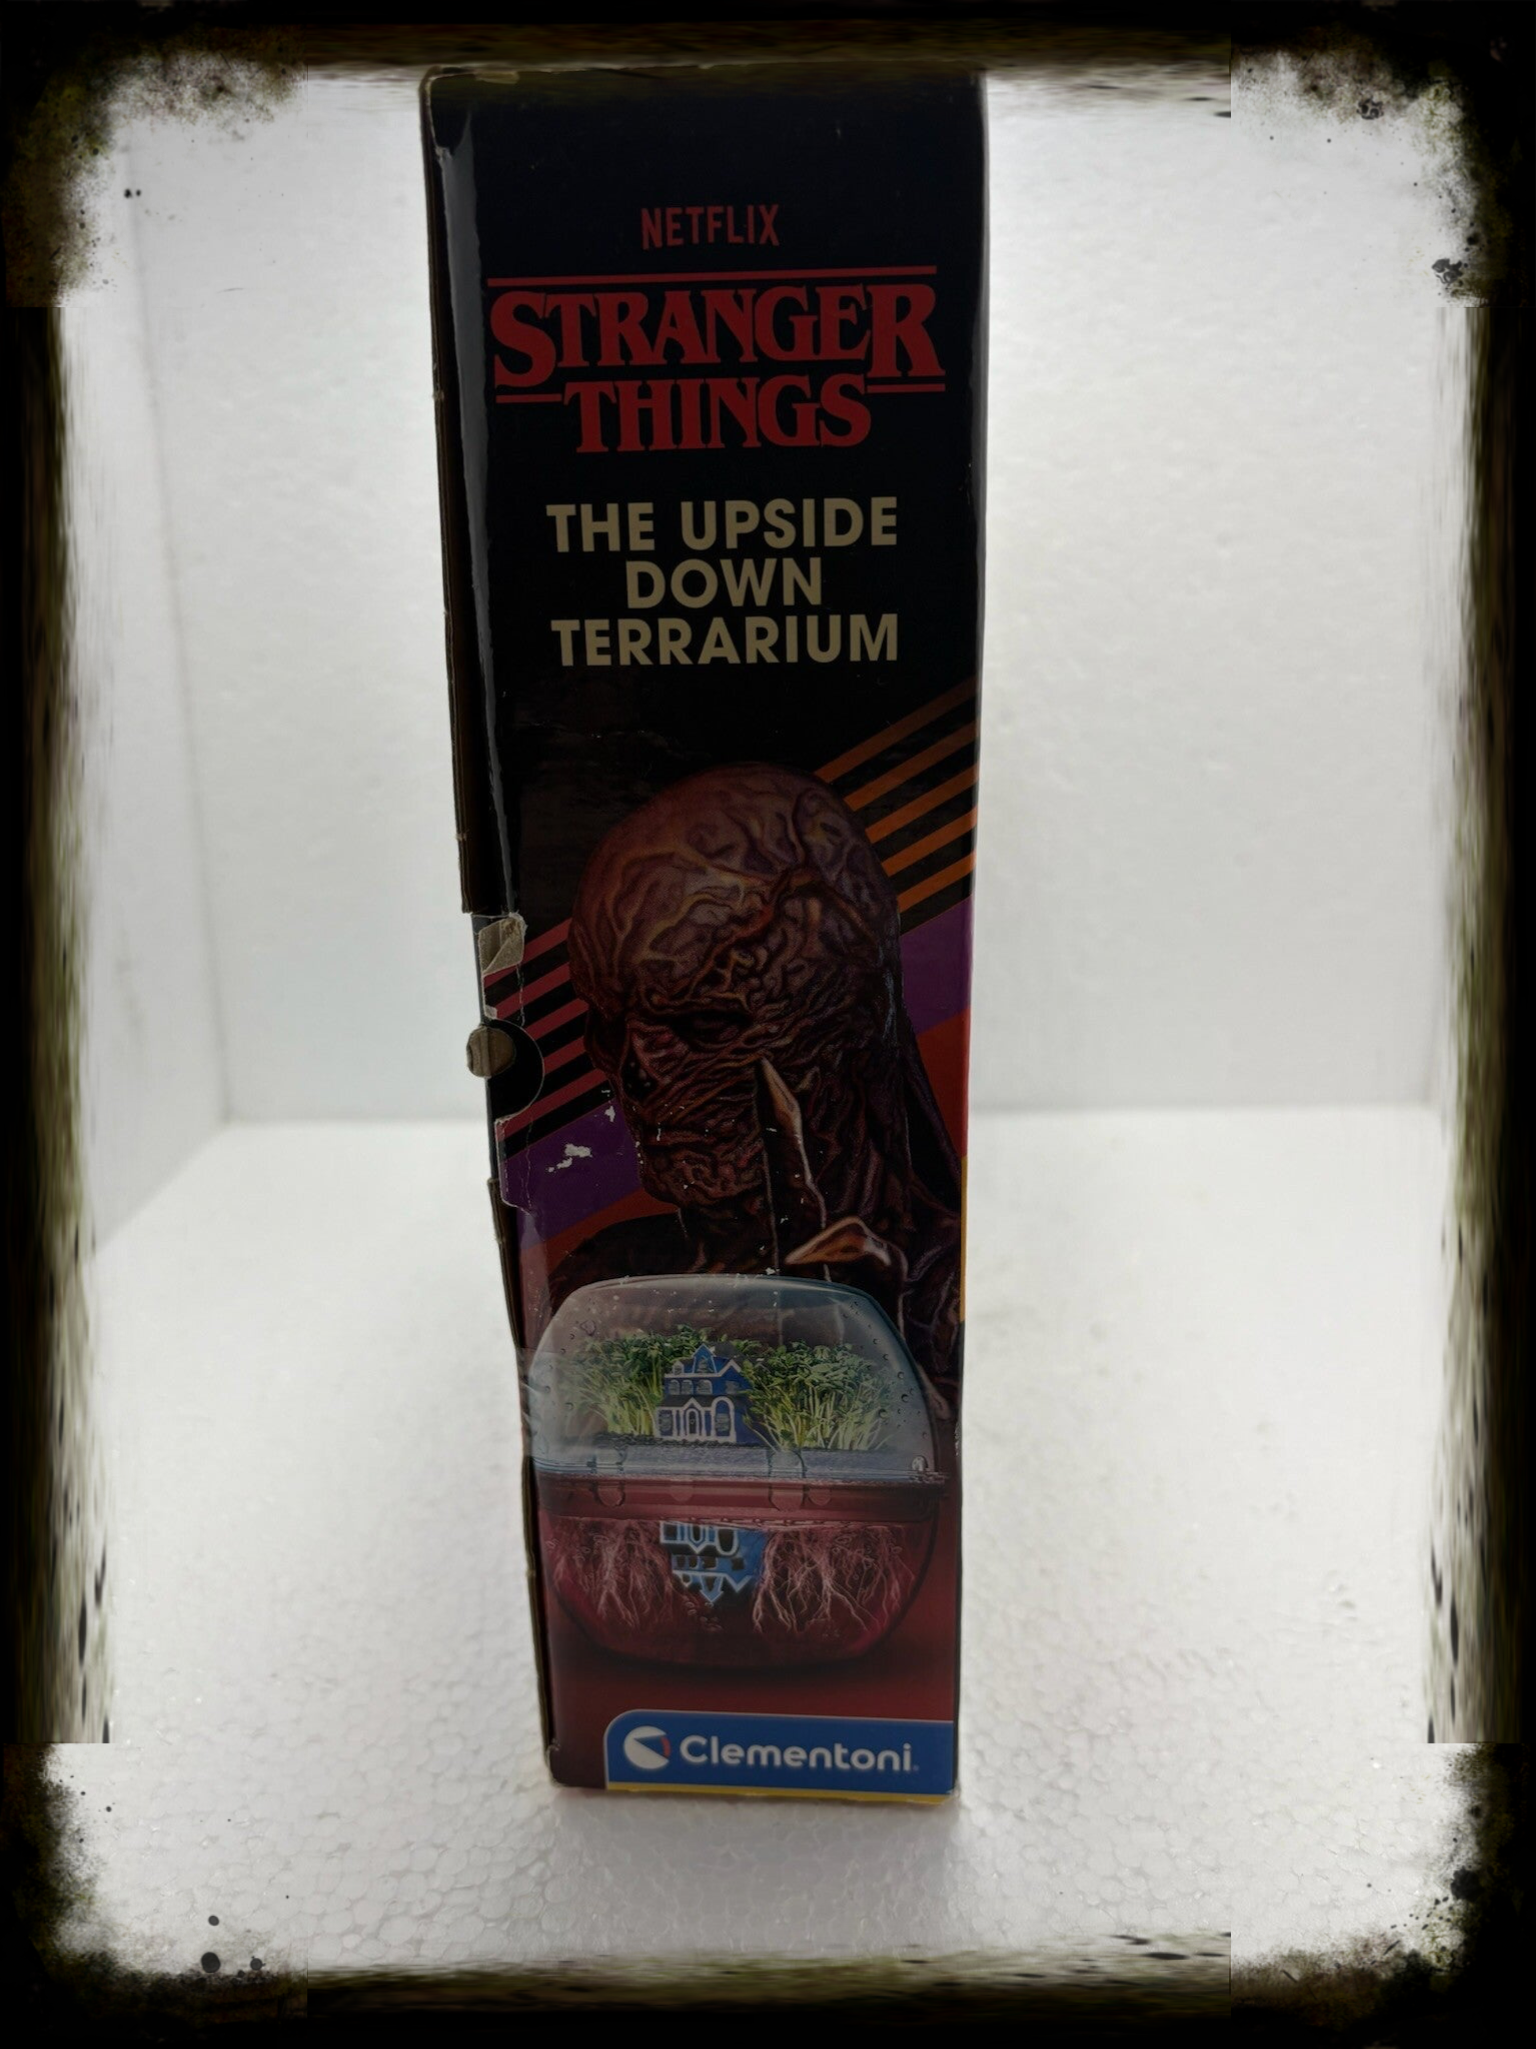 NETFLIX
STRANGER
THINGS
THE UPSIDE
DOWN
TERRARIUM
Clementoni.